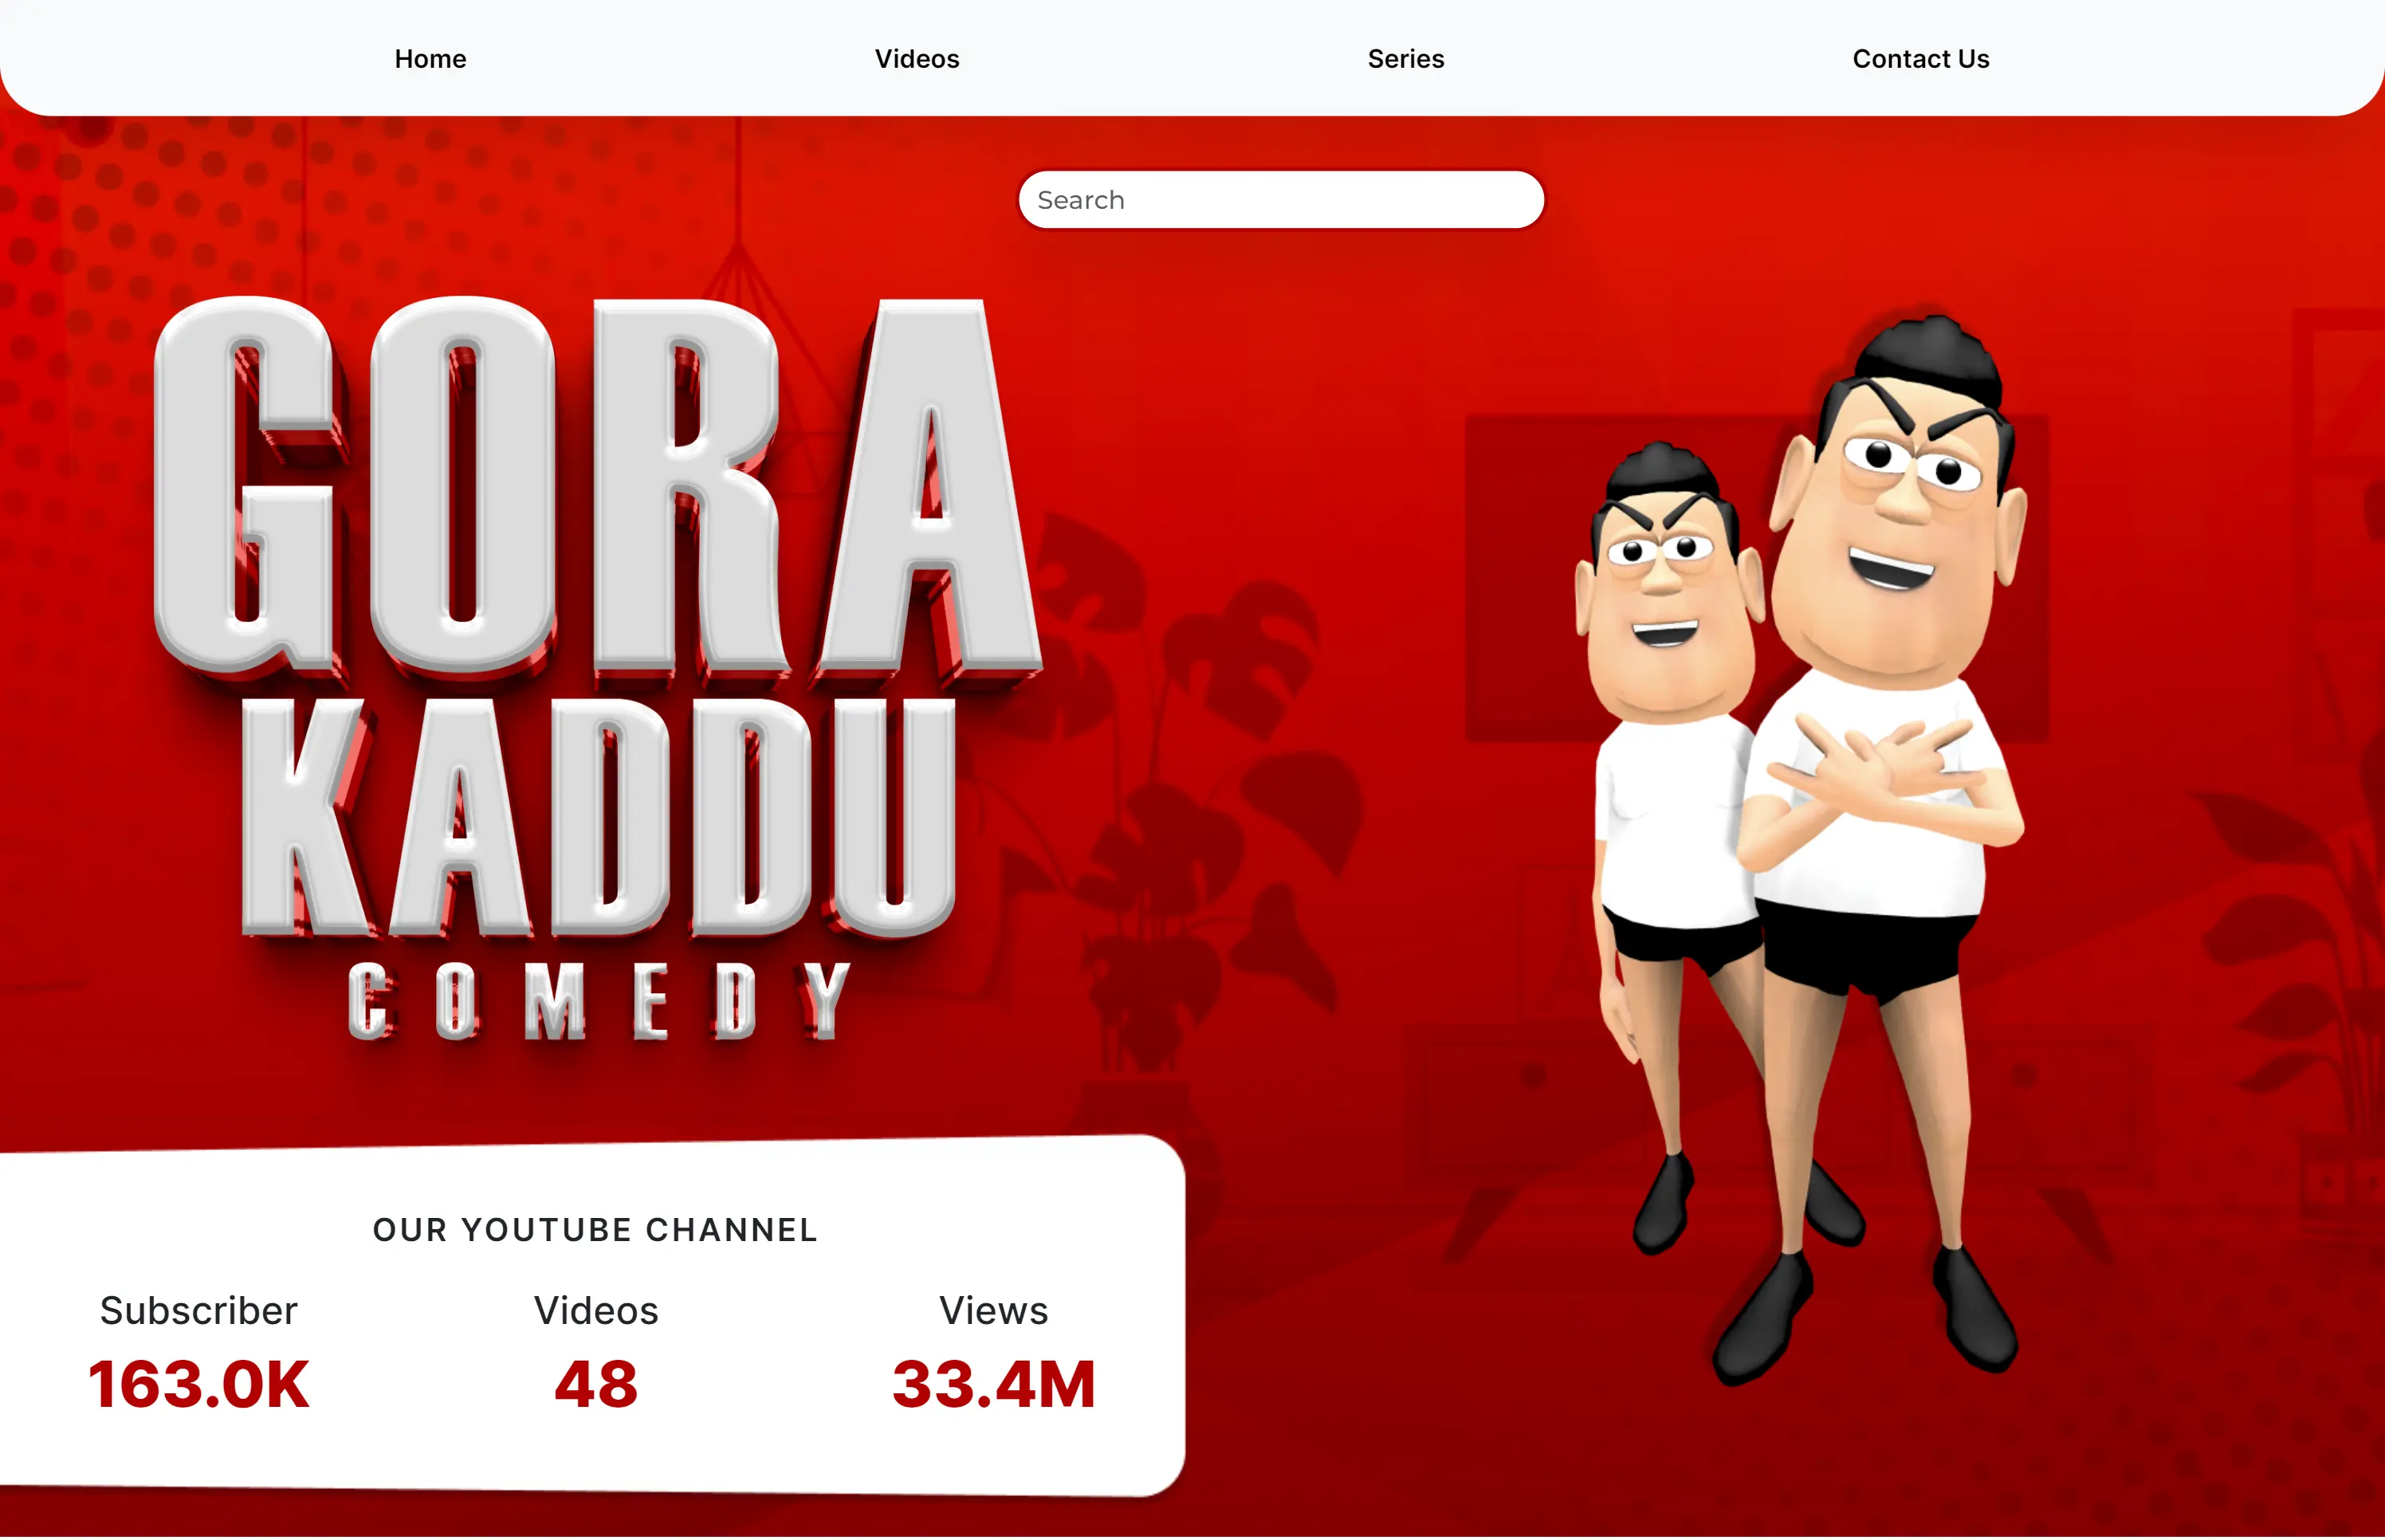 Home Videos Series Contact Us
Search
GORA
KADDU
COMEDY
OUR YOUTUBE CHANNEL
Subscriber Videos Views
163.0K 48 33.4M